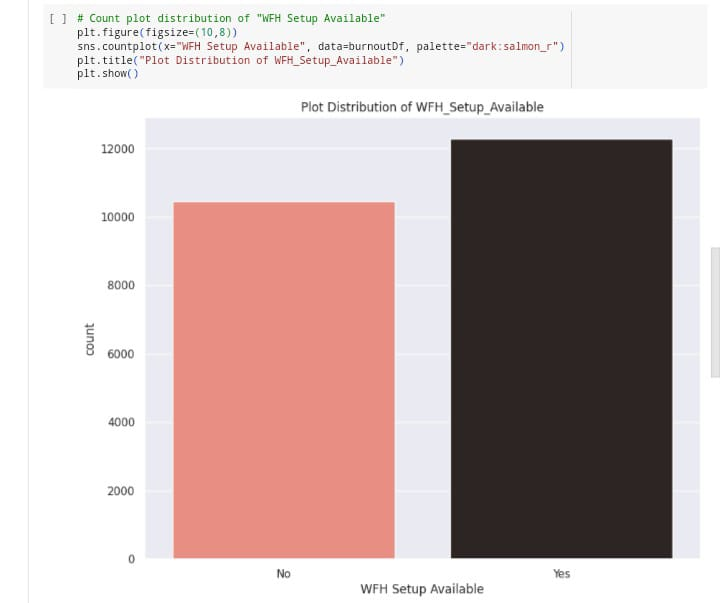 [ ] # Count plot distribution of "WFH Setup Available"
plt.figure(figsize=(10,8))
sns.countplot(x="WFH Setup Available", data=burnoutDf, palette="dark:salmon_r")
plt.title("Plot Distribution of WFH_Setup_Available")
plt.show()
Plot Distribution of WFH_Setup_Available
12000
10000
8000
6000
4000
2000
0
count
No
Yes
WFH Setup Available